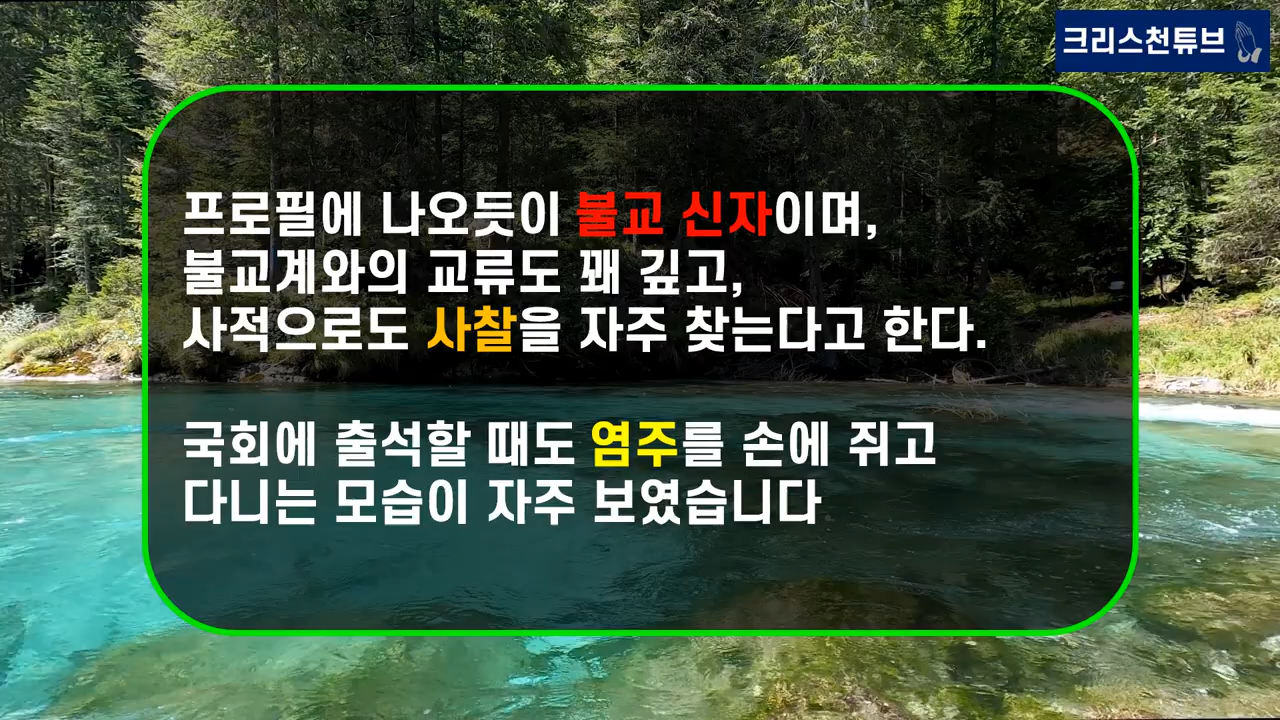 크리스천튜브
프로필에 나오듯이 불교 신자이며,
불교계와의 교류도 꽤 깊고,
사적으로도 사찰을 자주 찾는다고 한다.
국회에 출석할 때도 염주를 손에 쥐고
다니는 모습이 자주 보였습니다